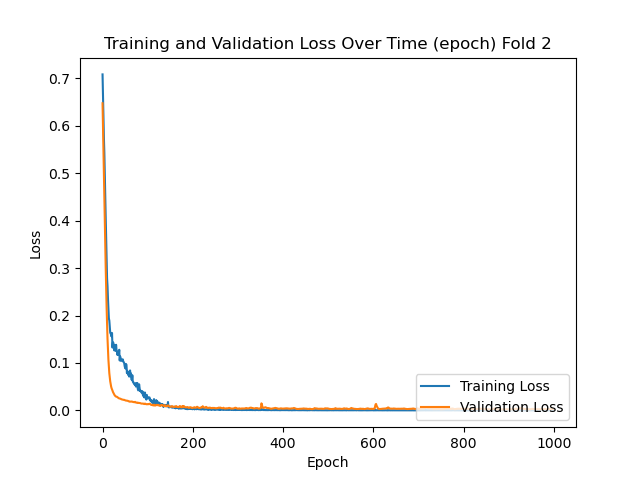 Training and Validation Loss Over Time (epoch) Fold 2
Loss
0.7
0.6
0.5
0.4
0.3
0.2
0.1
0.0
Training Loss
Validation Loss
0 200 400 600 800 1000
Epoch